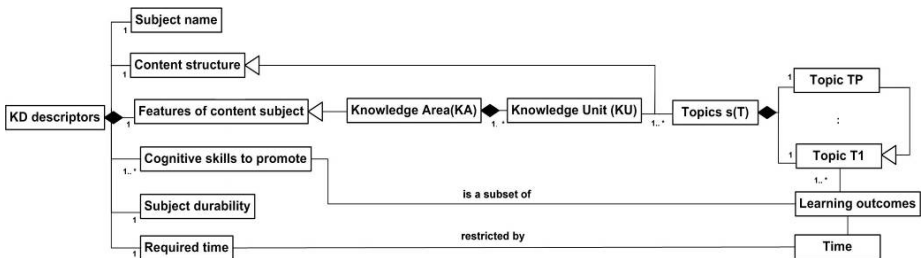 Subject name
1
Content structure
1
KD descriptors
Features of content subject
1
Knowledge Area(KA)
1. *
Knowledge Unit (KU)
1.. *
Topics s(T)
1
Topic TP
:
1
Topic T1
1.. *
Cognitive skills to promote
1.. *
is a subset of
Learning outcomes
Subject durability
1
Required time
1
restricted by
Time